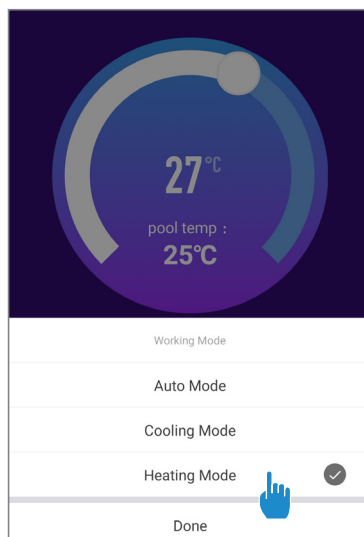 27°C
pool temp :
25°C
Working Mode
Auto Mode
Cooling Mode
Heating Mode
Done